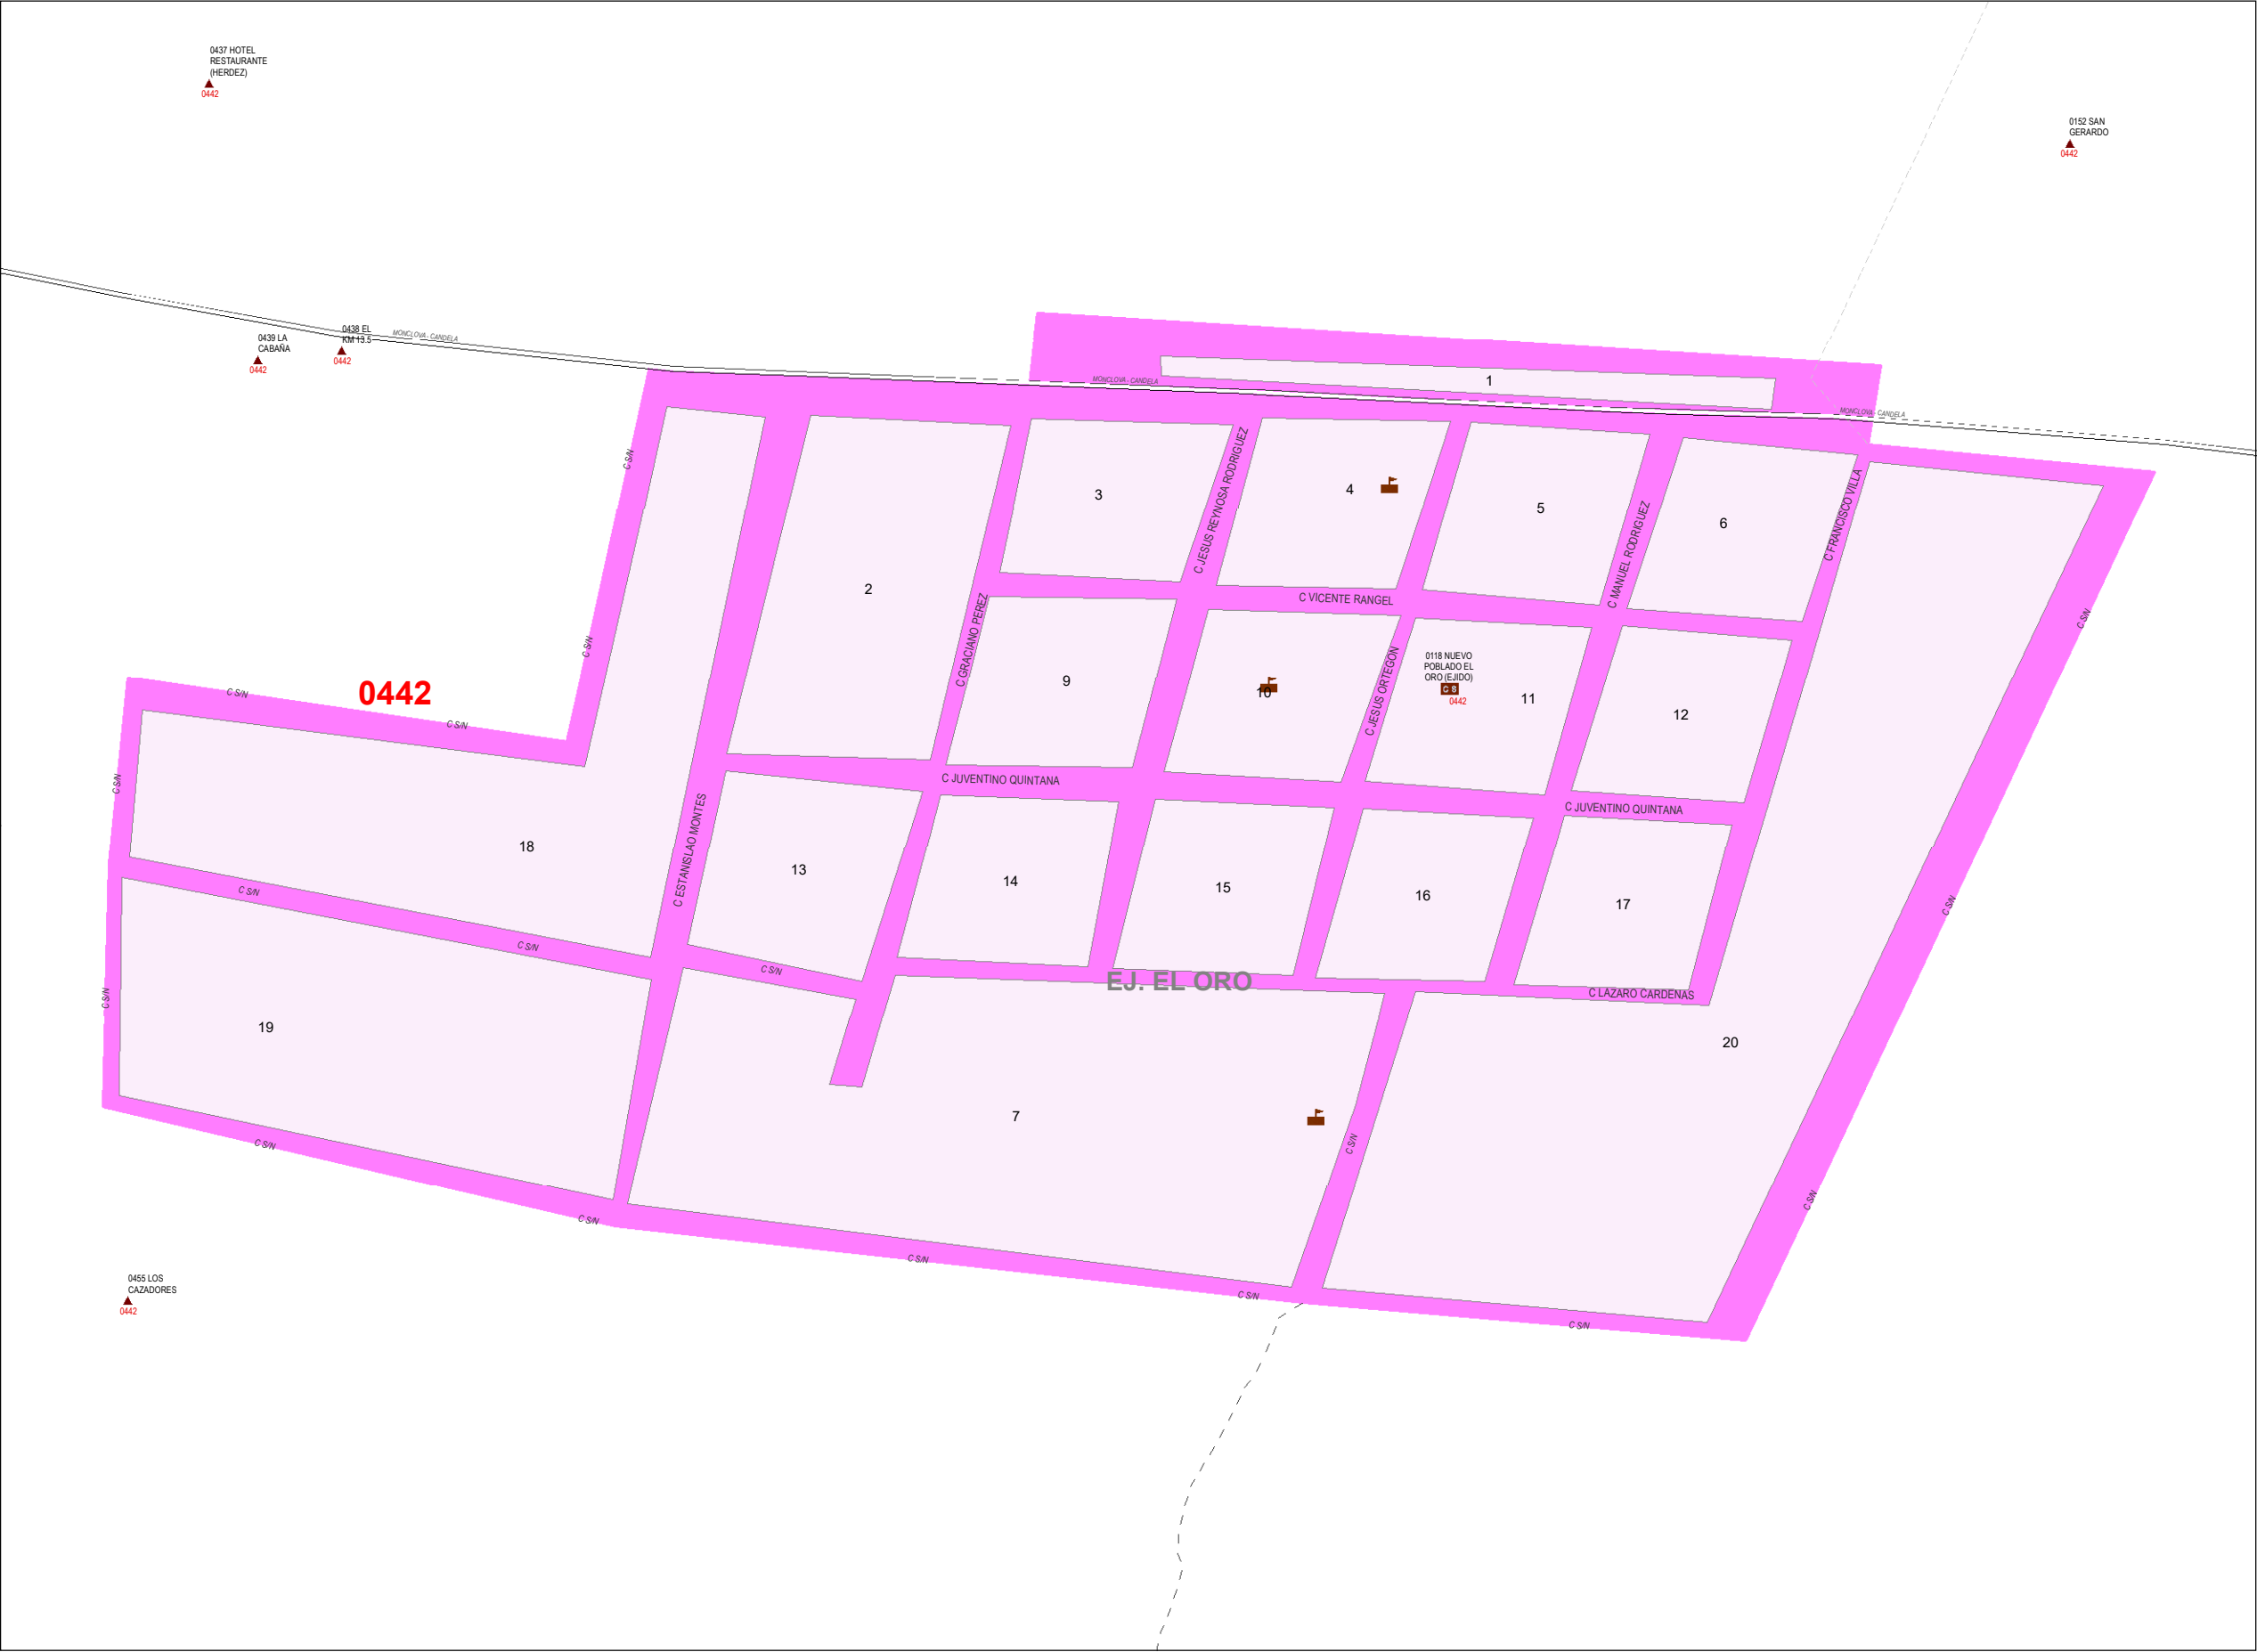 0437 HOTEL
RESTAURANTE
(HERDEZ)
0442
0152 SAN
GERARDO
0442
0439 LA
CABAÑA
0442
0438 EL
KM 13.5
0442
MONCLOVA - CANDELA
MONCLOVA - CANDELA
MONCLOVA - CANDELA
1
C S/N
C S/N
2
3
C JESUS REYNOSA RODRIGUEZ
4
5
C MANUEL RODRIGUEZ
6
C FRANCISCO VILLA
C S/N
C VICENTE RANGEL
C GRACIANO PEREZ
9
10
C JESUS ORTEGON
0118 NUEVO
POBLADO EL
ORO (EJIDO)
C S
0442
11
12
C S/N
0442
C S/N
C S/N
C JUVENTINO QUINTANA
C JUVENTINO QUINTANA
18
C ESTANISLAO MONTES
13
14
15
16
17
C S/N
C S/N
C S/N
C S/N
EJ. EL ORO
C LAZARO CARDENAS
C S/N
19
20
7
C S/N
C S/N
C S/N
C S/N
C S/N
C S/N
C S/N
0455 LOS
CAZADORES
0442